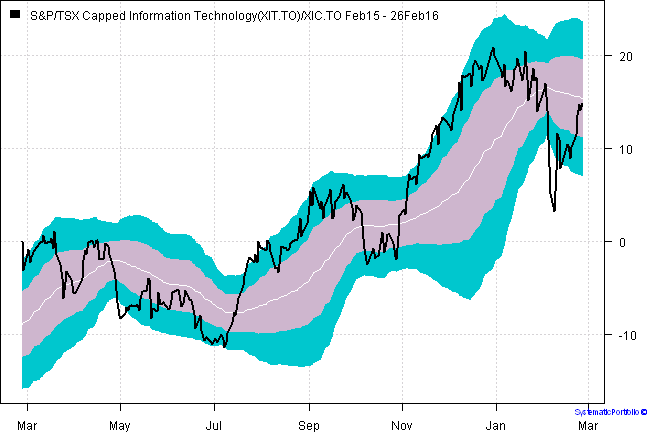 S&P/TSX Capped Information Technology(XIT.TO)/XIC.TO Feb15 - 26Feb16
20
10
0
-10
SystematicPortfolio ©
Mar May Jul Sep Nov Jan Mar